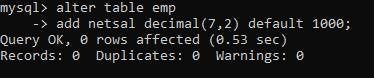 mysql> alter table emp
    -> add netsal decimal(7,2) default 1000;
Query OK, 0 rows affected (0.53 sec)
Records: 0  Duplicates: 0  Warnings: 0